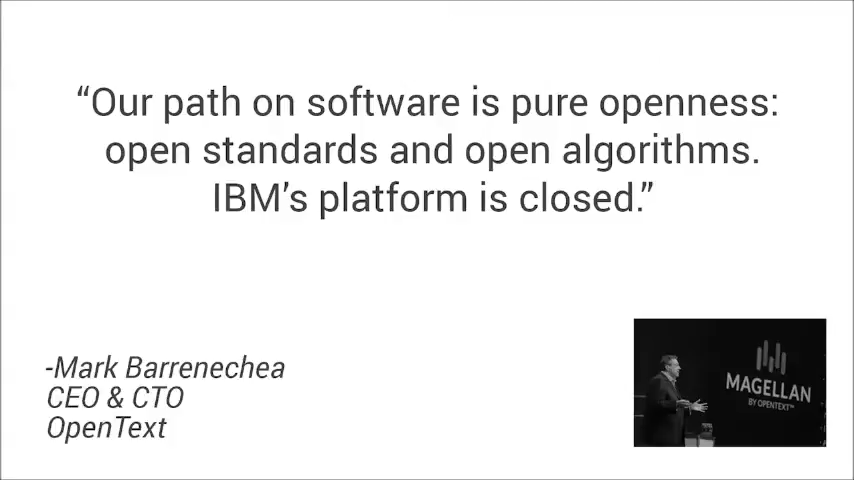 “Our path on software is pure openness:
open standards and open algorithms.
IBM’s platform is closed.”
-Mark Barrenechea
CEO & CTO
OpenText
MAGELLAN
BY OPENTEXT™